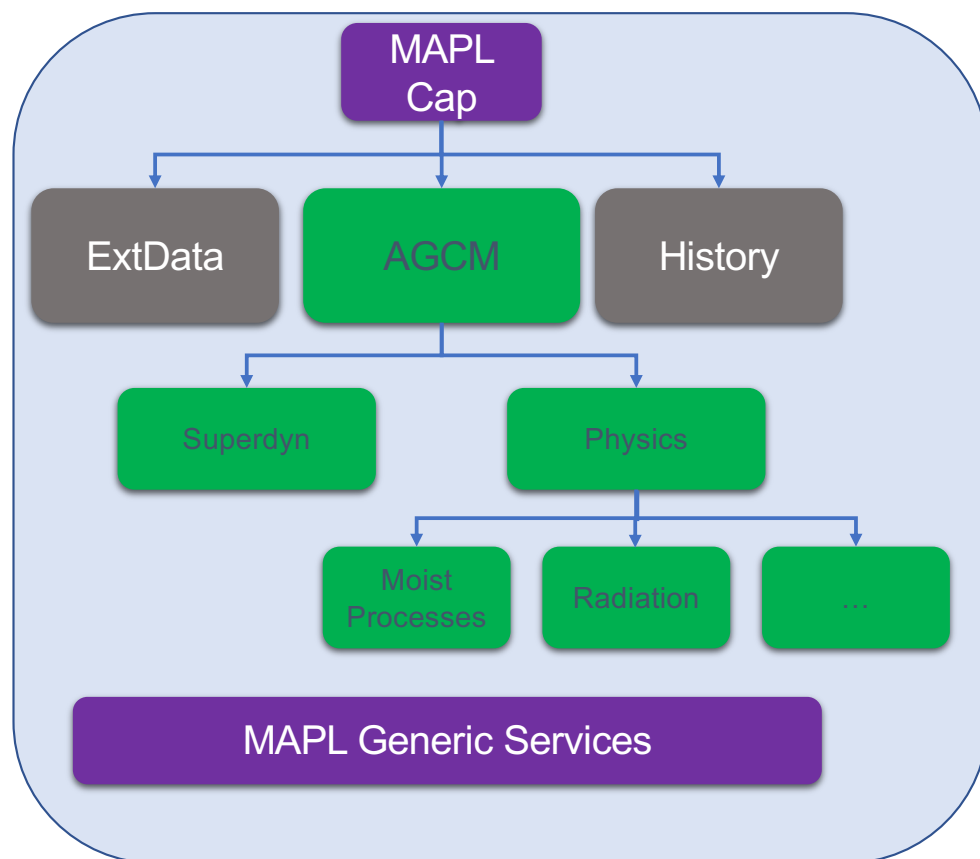 MAPL
Cap
ExtData
AGCM
History
Superdyn
Physics
Moist
Processes
Radiation
...
MAPL Generic Services